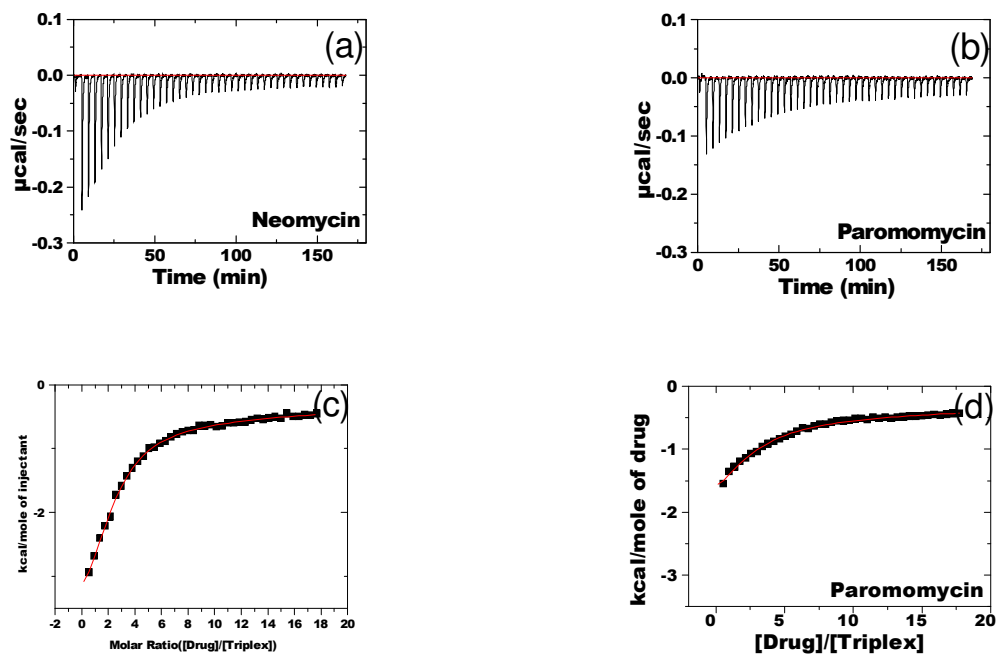 (a)
0.1
0.0
-0.1
-0.2
-0.3
µcal/sec
Neomycin
0 50 100 150
Time (min)
(b)
0.1
0.0
-0.1
-0.2
-0.3
µcal/sec
Paromomycin
0 50 100 150
Time (min)
(c)
0
-2
kcal/mole of injectant
-2 0 2 4 6 8 10 12 14 16 18 20
Molar Ratio([Drug]/[Triplex])
(d)
0
-1
-2
-3
kcal/mole of drug
Paromomycin
0 5 10 15 20
[Drug]/[Triplex]